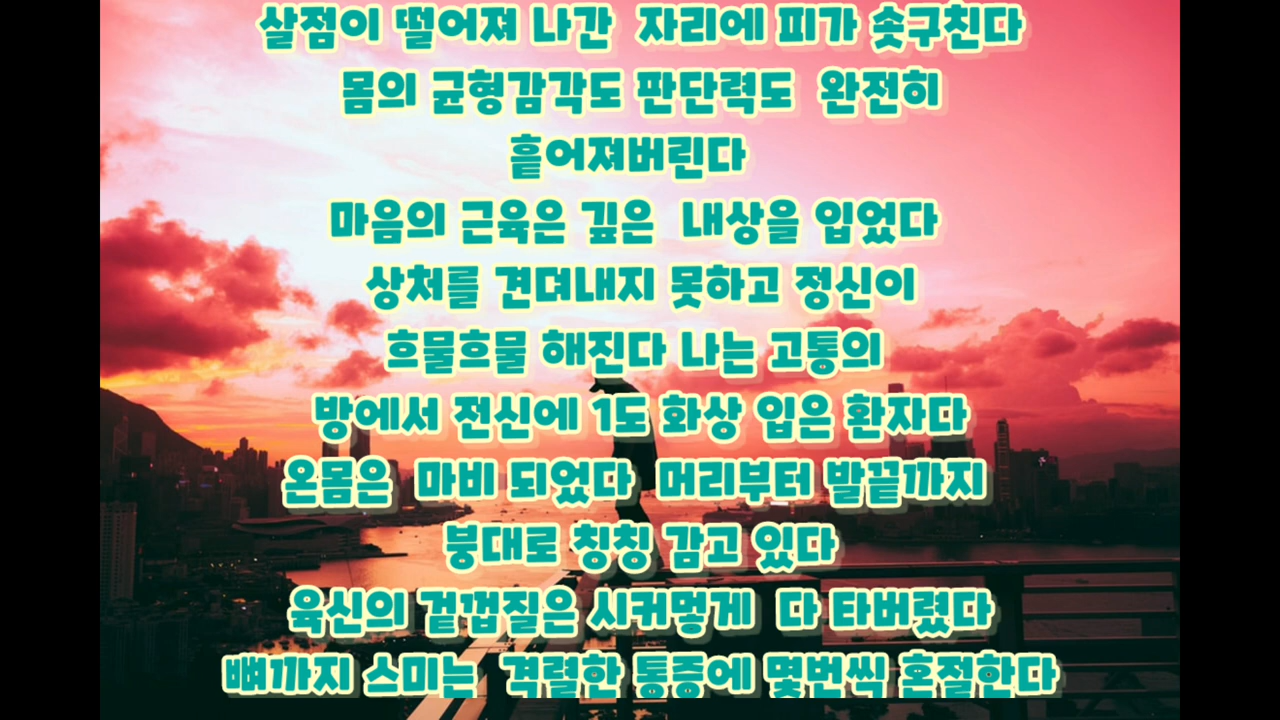 살점이 떨어져 나간 자리에 피가 솟구친다
몸의 균형감각도 판단력도 완전히
흩어져버린다
마음의 근육은 깊은 내상을 입었다
상처를 견뎌내지 못하고 정신이
흐물흐물 해진다 나는 고통의
방에서 전신에 1도 화상 입은 환자다
온몸은 마비 되었다 머리부터 발끝까지
붕대로 칭칭 감고 있다
육신의 겉껍질은 시커멓게 다 타버렸다
뼈까지 스미는 격렬한 통증에 몇번씩 혼절한다